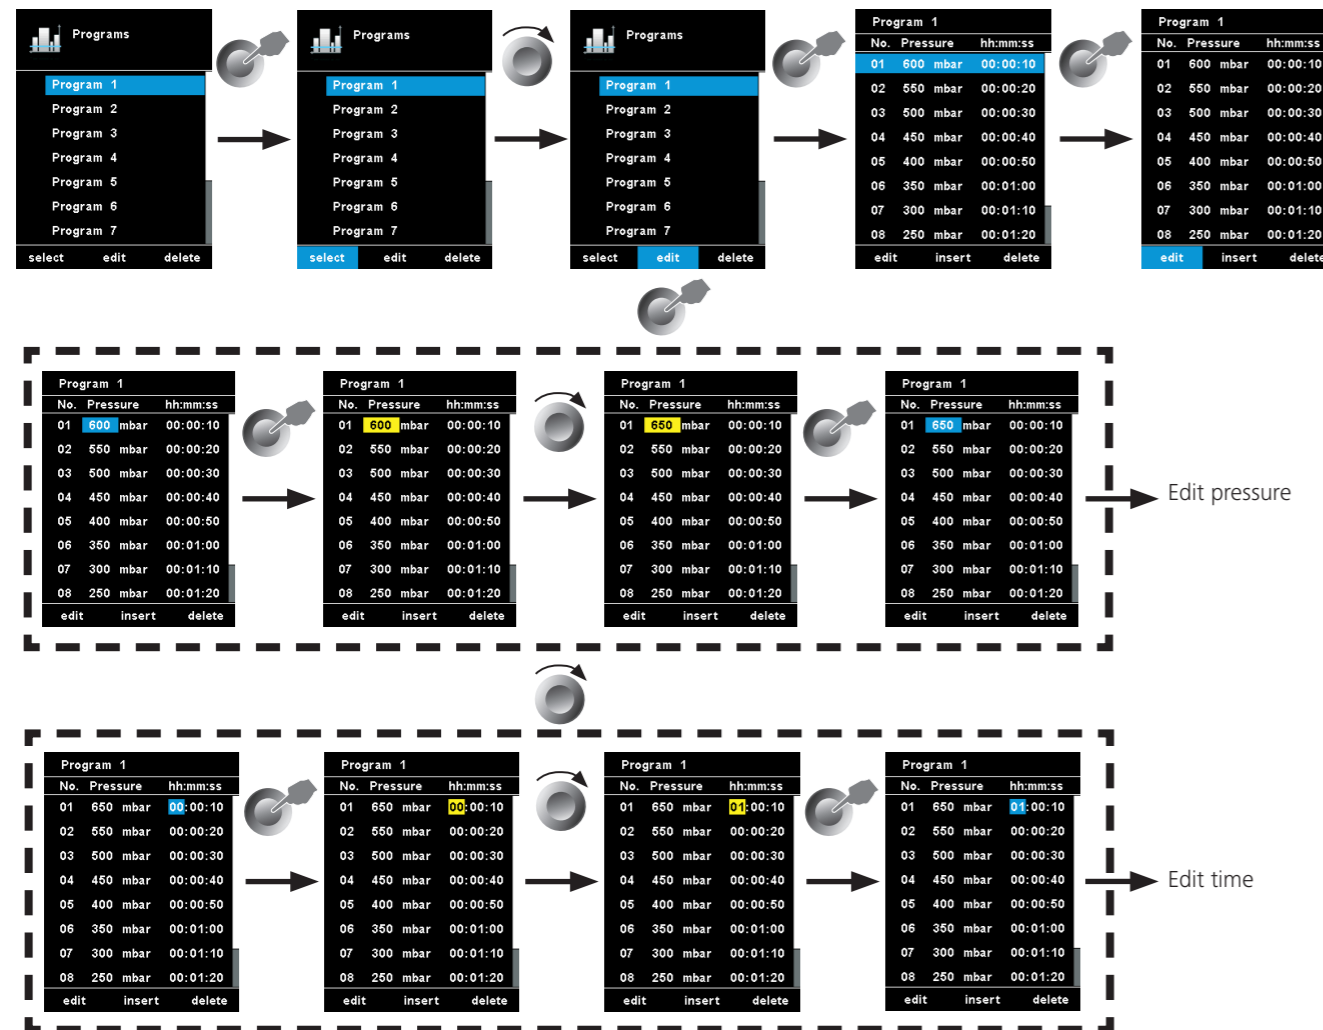 Programs
Program 1
Program 2
Program 3
Program 4
Program 5
Program 6
Program 7
select edit delete
Programs
Program 1
Program 2
Program 3
Program 4
Program 5
Program 6
Program 7
select edit delete
Programs
Program 1
Program 2
Program 3
Program 4
Program 5
Program 6
Program 7
select edit delete
Program 1
No. Pressure hh:mm:ss
01 600 mbar 00:00:10
02 550 mbar 00:00:20
03 500 mbar 00:00:30
04 450 mbar 00:00:40
05 400 mbar 00:00:50
06 350 mbar 00:01:00
07 300 mbar 00:01:10
08 250 mbar 00:01:20
edit insert delete
Program 1
No. Pressure hh:mm:ss
01 600 mbar 00:00:10
02 550 mbar 00:00:20
03 500 mbar 00:00:30
04 450 mbar 00:00:40
05 400 mbar 00:00:50
06 350 mbar 00:01:00
07 300 mbar 00:01:10
08 250 mbar 00:01:20
edit insert delete
Program 1
No. Pressure hh:mm:ss
01 600 mbar 00:00:10
02 550 mbar 00:00:20
03 500 mbar 00:00:30
04 450 mbar 00:00:40
05 400 mbar 00:00:50
06 350 mbar 00:01:00
07 300 mbar 00:01:10
08 250 mbar 00:01:20
edit insert delete
Program 1
No. Pressure hh:mm:ss
01 600 mbar 00:00:10
02 550 mbar 00:00:20
03 500 mbar 00:00:30
04 450 mbar 00:00:40
05 400 mbar 00:00:50
06 350 mbar 00:01:00
07 300 mbar 00:01:10
08 250 mbar 00:01:20
edit insert delete
Program 1
No. Pressure hh:mm:ss
01 650 mbar 00:00:10
02 550 mbar 00:00:20
03 500 mbar 00:00:30
04 450 mbar 00:00:40
05 400 mbar 00:00:50
06 350 mbar 00:01:00
07 300 mbar 00:01:10
08 250 mbar 00:01:20
edit insert delete
Program 1
No. Pressure hh:mm:ss
01 650 mbar 00:00:10
02 550 mbar 00:00:20
03 500 mbar 00:00:30
04 450 mbar 00:00:40
05 400 mbar 00:00:50
06 350 mbar 00:01:00
07 300 mbar 00:01:10
08 250 mbar 00:01:20
edit insert delete
Edit pressure
Program 1
No. Pressure hh:mm:ss
01 650 mbar 00:00:10
02 550 mbar 00:00:20
03 500 mbar 00:00:30
04 450 mbar 00:00:40
05 400 mbar 00:00:50
06 350 mbar 00:01:00
07 300 mbar 00:01:10
08 250 mbar 00:01:20
edit insert delete
Program 1
No. Pressure hh:mm:ss
01 650 mbar 00:00:10
02 550 mbar 00:00:20
03 500 mbar 00:00:30
04 450 mbar 00:00:40
05 400 mbar 00:00:50
06 350 mbar 00:01:00
07 300 mbar 00:01:10
08 250 mbar 00:01:20
edit insert delete
Program 1
No. Pressure hh:mm:ss
01 650 mbar 01:00:10
02 550 mbar 00:00:20
03 500 mbar 00:00:30
04 450 mbar 00:00:40
05 400 mbar 00:00:50
06 350 mbar 00:01:00
07 300 mbar 00:01:10
08 250 mbar 00:01:20
edit insert delete
Program 1
No. Pressure hh:mm:ss
01 650 mbar 01:00:10
02 550 mbar 00:00:20
03 500 mbar 00:00:30
04 450 mbar 00:00:40
05 400 mbar 00:00:50
06 350 mbar 00:01:00
07 300 mbar 00:01:10
08 250 mbar 00:01:20
edit insert delete
Edit time